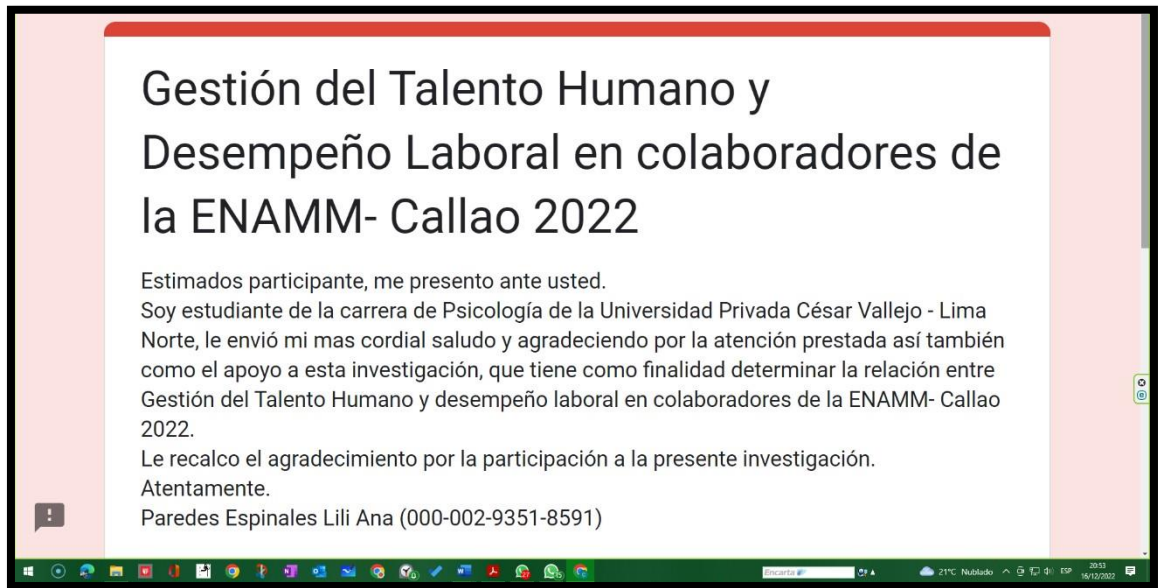 Gestión del Talento Humano y
Desempeño Laboral en colaboradores de
la ENAMM- Callao 2022
Estimados participante, me presento ante usted.
Soy estudiante de la carrera de Psicología de la Universidad Privada César Vallejo - Lima
Norte, le envió mi mas cordial saludo y agradeciendo por la atención prestada así también
como el apoyo a esta investigación, que tiene como finalidad determinar la relación entre
Gestión del Talento Humano y desempeño laboral en colaboradores de la ENAMM- Callao
2022.
Le recalco el agradecimiento por la participación a la presente investigación.
Atentamente.
Paredes Espinales Lili Ana (000-002-9351-8591)
Encarta
21°C Nublado
ESP
20:53
16/12/2022